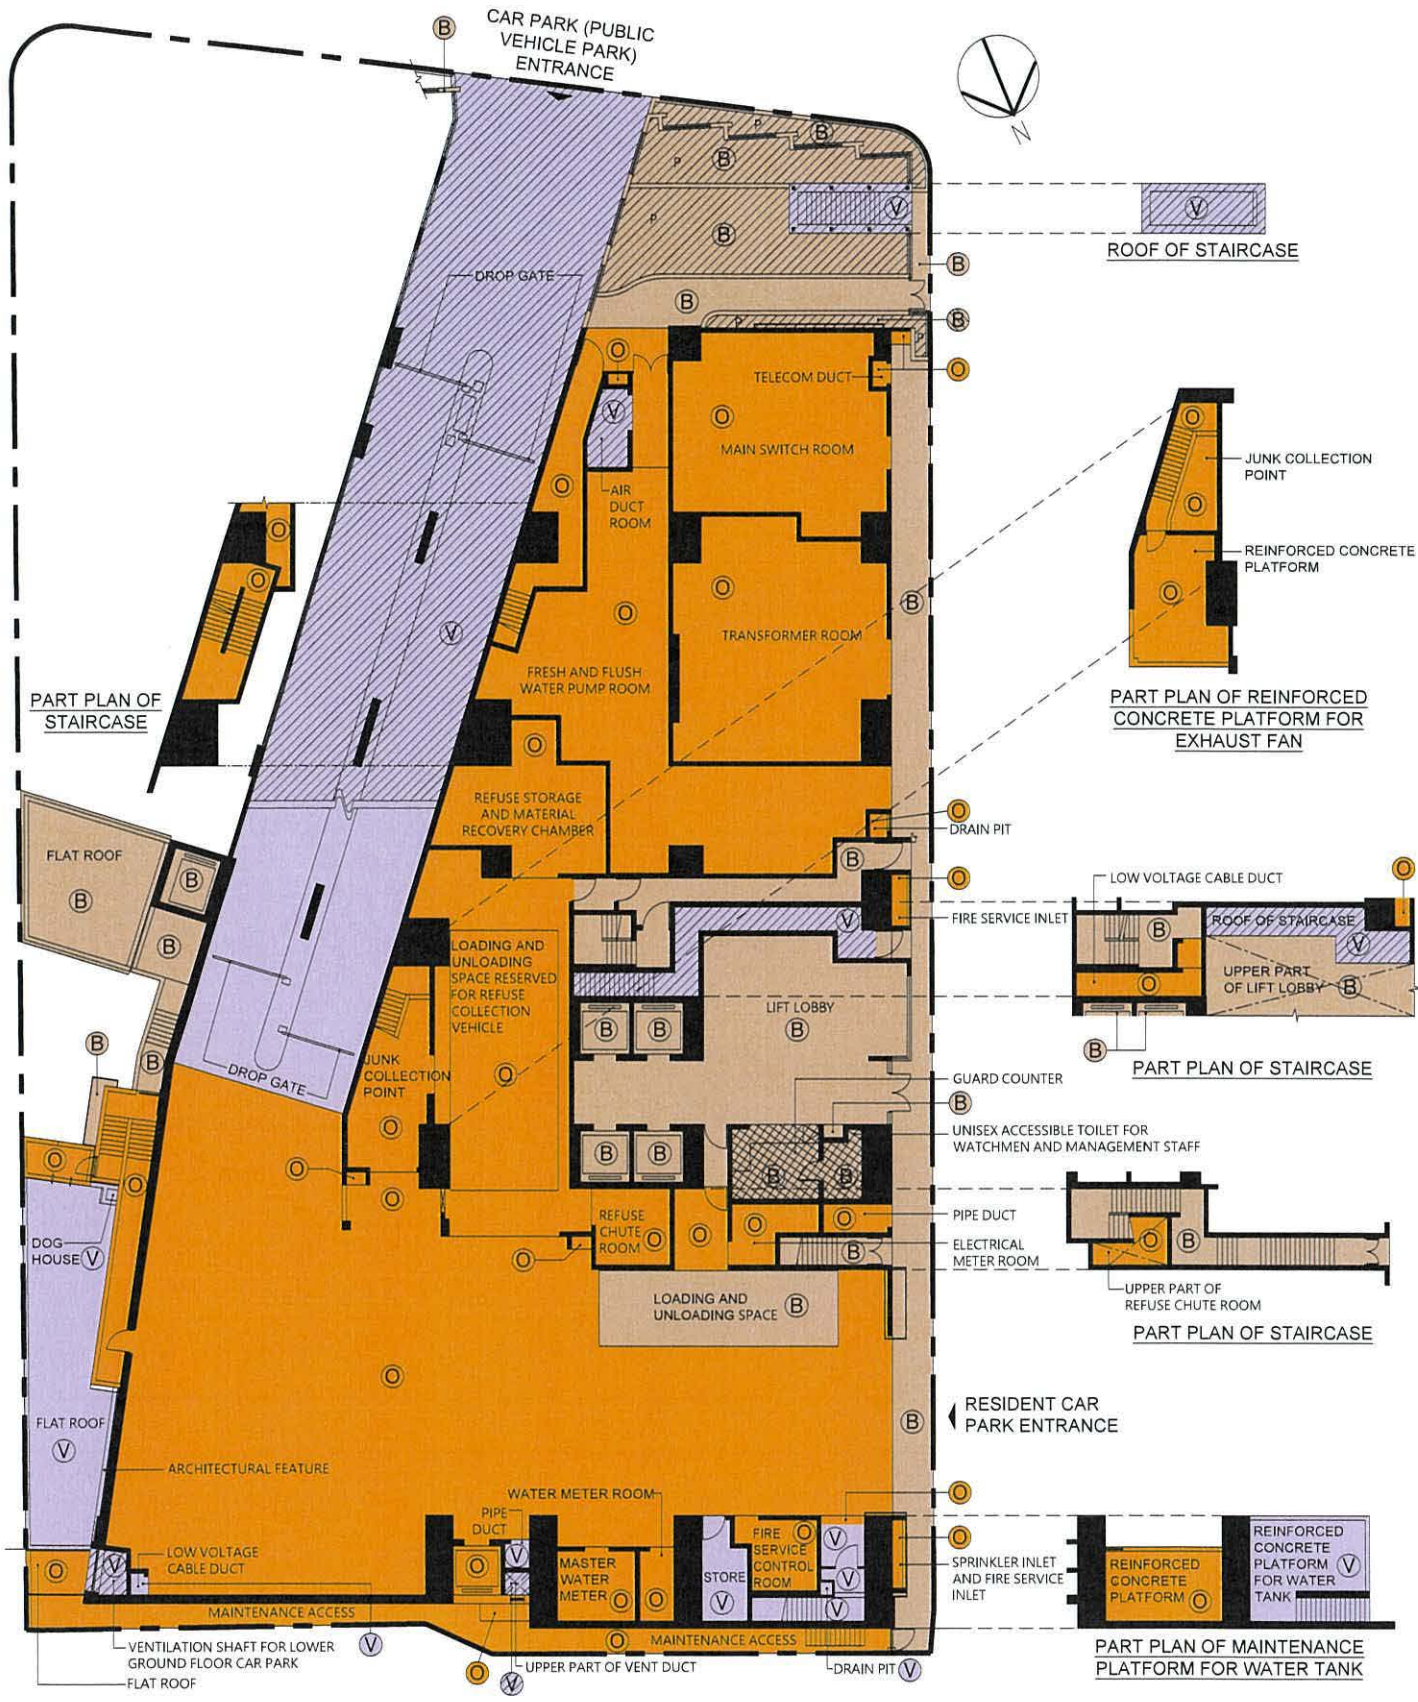 B
CAR PARK (PUBLIC
VEHICLE PARK)
ENTRANCE
N
P
B
B
P
V
V
ROOF OF STAIRCASE
P
B
B
DROP GATE
B
P
B
P
O
TELECOM DUCT
O
V
O
MAIN SWITCH ROOM
O
JUNK COLLECTION
POINT
O
O
AIR
DUCT
ROOM
O
REINFORCED CONCRETE
PLATFORM
O
O
O
O
B
V
TRANSFORMER ROOM
FRESH AND FLUSH
WATER PUMP ROOM
PART PLAN OF
STAIRCASE
PART PLAN OF REINFORCED
CONCRETE PLATFORM FOR
EXHAUST FAN
O
REFUSE STORAGE
AND MATERIAL
RECOVERY CHAMBER
O
DRAIN PIT
FLAT ROOF
B
B
B
O
FIRE SERVICE INLET
LOW VOLTAGE CABLE DUCT
O
B
V
LOADING AND
UNLOADING
SPACE RESERVED
FOR REFUSE
COLLECTION
VEHICLE
ROOF OF STAIRCASE
B
V
UPPER PART
OF LIFT LOBBY
B
O
LIFT LOBBY
B
B
B
B
PART PLAN OF STAIRCASE
B
B
DROP GATE
JUNK
COLLECTION
POINT
O
O
GUARD COUNTER
B
UNISEX ACCESSIBLE TOILET FOR
WATCHMEN AND MANAGEMENT STAFF
B
B
B
B
O
O
O
O
O
REFUSE
CHUTE
ROOM
O
O
O
O
PIPE DUCT
DOG
HOUSE
V
O
B
ELECTRICAL
METER ROOM
O
B
UPPER PART OF
REFUSE CHUTE ROOM
PART PLAN OF STAIRCASE
LOADING AND
UNLOADING SPACE
B
O
B
RESIDENT CAR
PARK ENTRANCE
FLAT ROOF
V
ARCHITECTURAL FEATURE
WATER METER ROOM
O
PIPE
DUCT
V
FIRE
SERVICE
CONTROL
ROOM
O
V
O
SPRINKLER INLET
AND FIRE SERVICE
INLET
LOW VOLTAGE
CABLE DUCT
O
V
O
MASTER
WATER
METER
O
O
STORE
V
V
V
REINFORCED
CONCRETE
PLATFORM
O
REINFORCED
CONCRETE
PLATFORM
FOR WATER
TANK
V
MAINTENANCE ACCESS
O
MAINTENANCE ACCESS
PART PLAN OF MAINTENANCE
PLATFORM FOR WATER TANK
VENTILATION SHAFT FOR LOWER
GROUND FLOOR CAR PARK
V
O
UPPER PART OF VENT DUCT
V
DRAIN PIT
V
FLAT ROOF